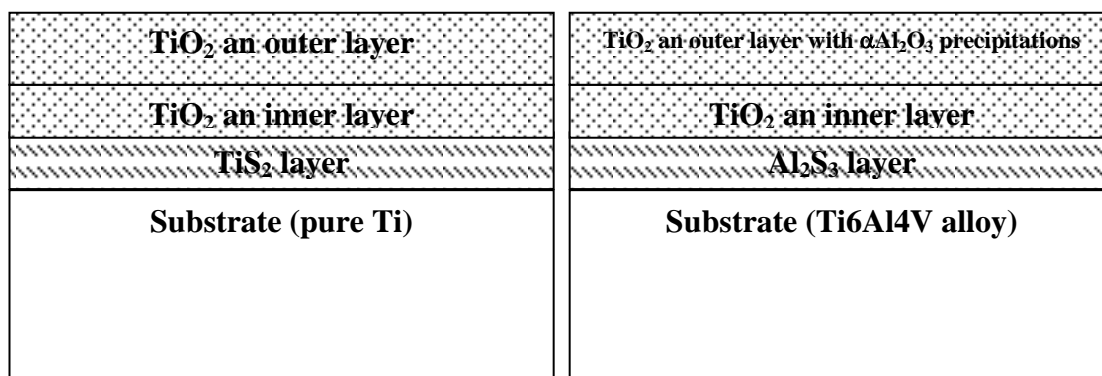 TiO₂ an outer layer
TiO₂ an inner layer
TiS₂ layer
Substrate (pure Ti)
TiO₂ an outer layer with αAl₂O₃ precipitations
TiO₂ an inner layer
Al₂S₃ layer
Substrate (Ti6Al4V alloy)